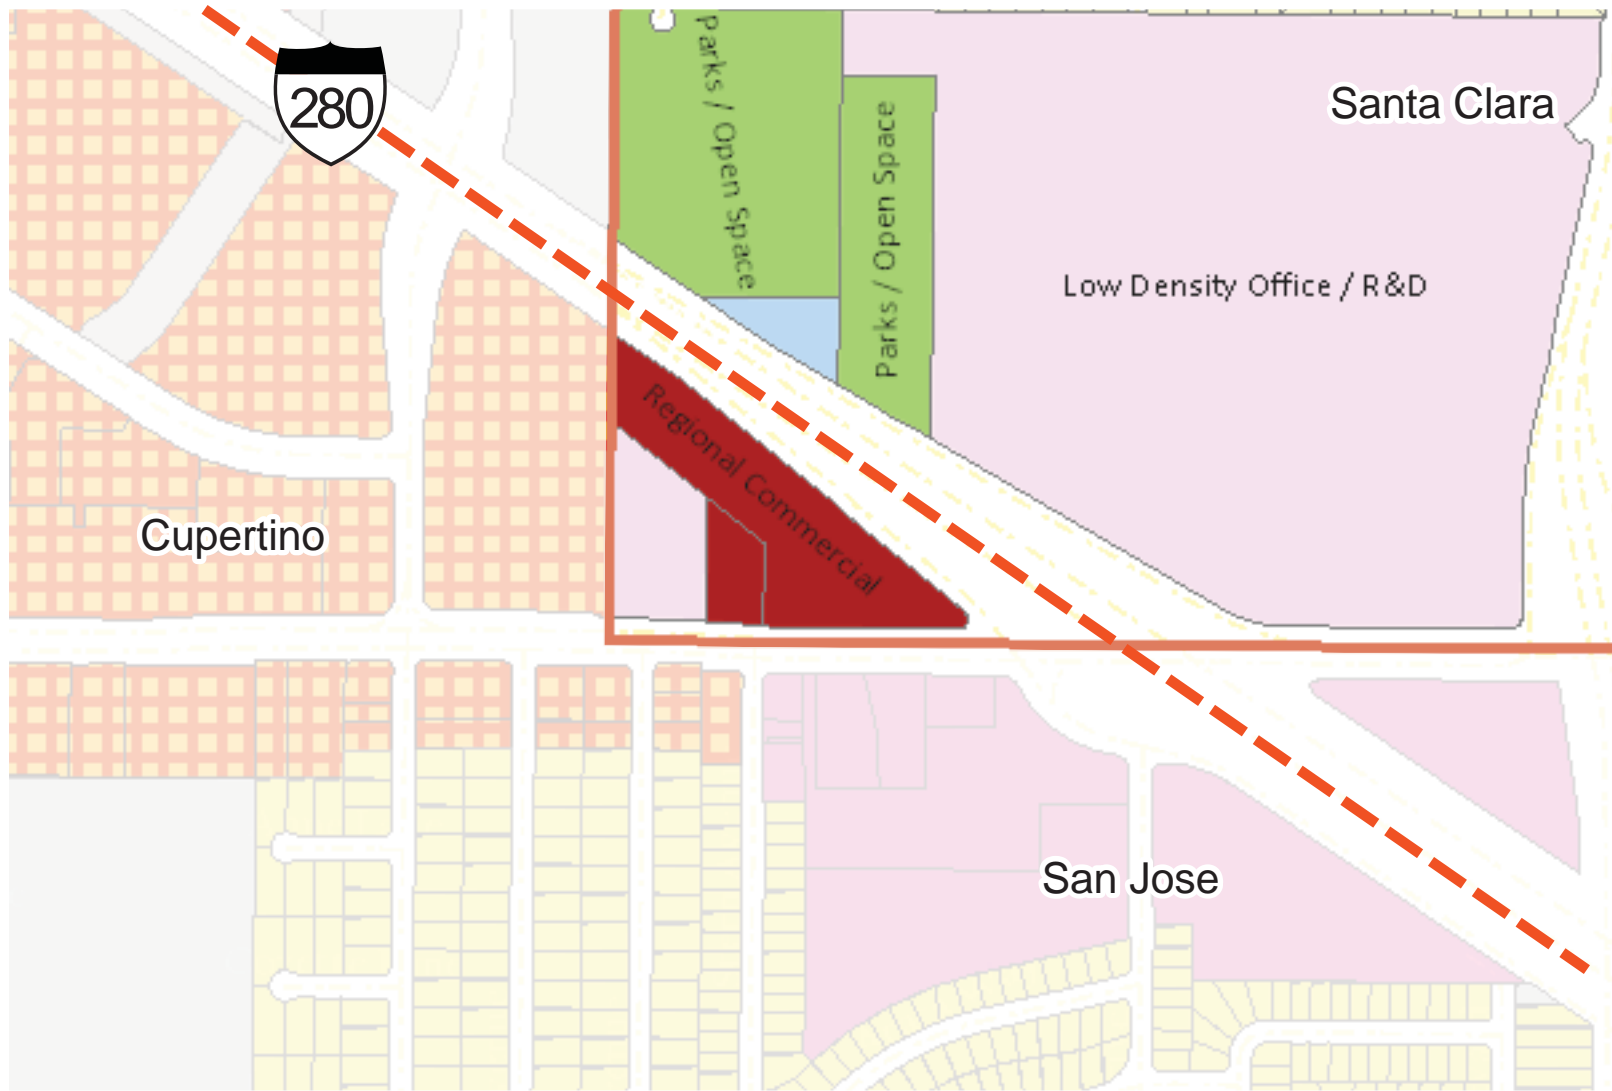 Parks / Open Space
280
Santa Clara
Parks / Open Space
Low Density Office / R&D
Regional Commercial
Cupertino
San Jose